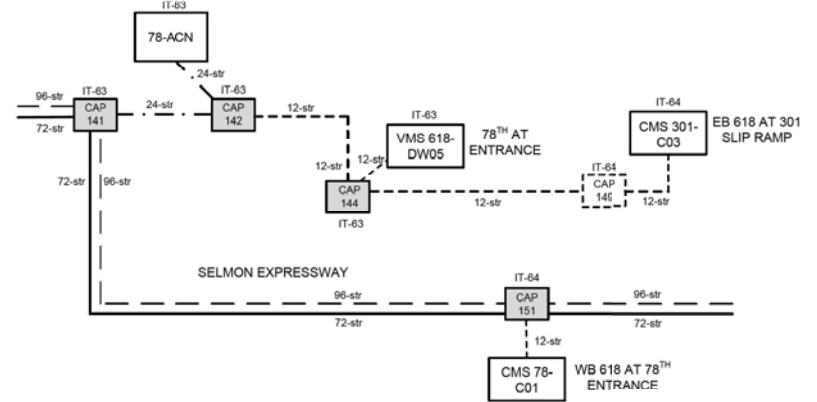 IT-63
78-ACN
24-str
96-str
IT-63
CAP
141
72-str
24-str
IT-63
CAP
142
12-str
IT-63
VMS 618-
DW05
78TH AT
ENTRANCE
12-str
12-str
CAP
144
IT-63
IT-64
CMS 301-
C03
EB 618 AT 301
SLIP RAMP
IT-64
CAP
149
12-str
12-str
72-str
96-str
SELMON EXPRESSWAY
IT-64
96-str
CAP
151
96-str
72-str
72-str
12-str
CMS 78-
C01
WB 618 AT 78TH
ENTRANCE